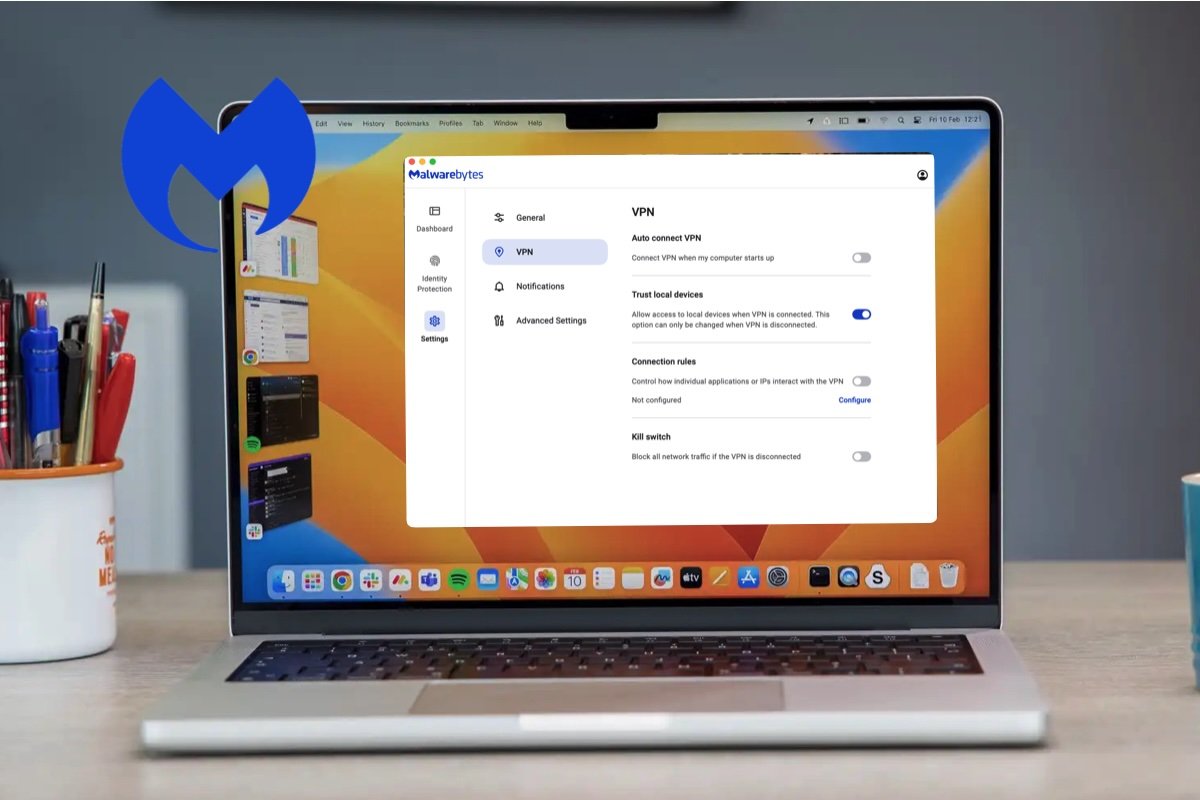 Edit View History Bookmarks Profiles Tab Window Help
Fri 10 Feb 12:21
Malwarebytes
Dashboard
Identity
Protection
Settings
General
VPN
Notifications
Advanced Settings
VPN
Auto connect VPN
Connect VPN when my computer starts up
Trust local devices
Allow access to local devices when VPN is connected. This
option can only be changed when VPN is disconnected.
Connection rules
Control how individual applications or IPs interact with the VPN
Not configured
Configure
Kill switch
Block all network traffic if the VPN is disconnected
FEB
10
tv
S